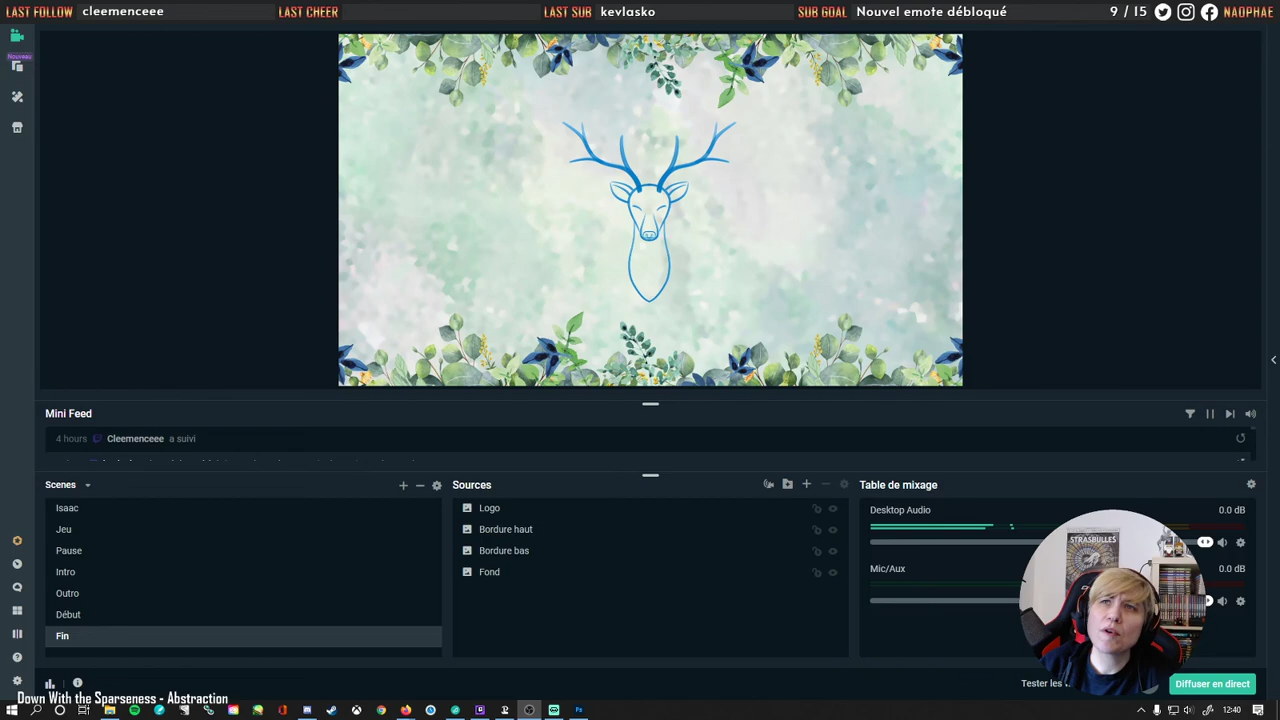 LAST FOLLOW cleemenceee LAST CHEER LAST SUB kevlasko SUB GOAL Nouvel emote débloqué 9 / 15 NAOPHAE
Nouveau
Mini Feed
4 hours Cleemenceee a suivi
Scenes
Isaac
Jeu
Pause
Intro
Outro
Début
Fin
Sources
Logo
Bordure haut
Bordure bas
Fond
Table de mixage
Desktop Audio 0.0 dB
Mic/Aux 0.0 dB
STRASBULLES
Tester les
Diffuser en direct
Down With the Sparseness - Abstraction
12:40